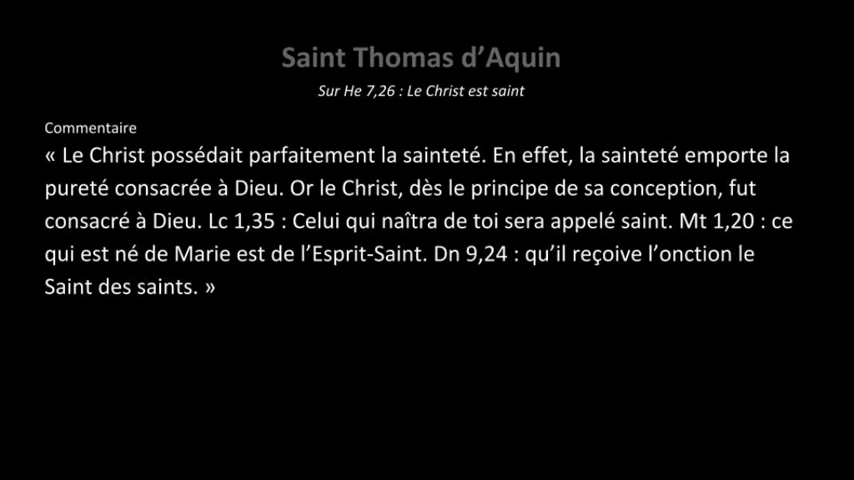 Saint Thomas d’Aquin
Sur He 7,26 : Le Christ est saint
Commentaire
« Le Christ possédait parfaitement la sainteté. En effet, la sainteté emporte la
pureté consacrée à Dieu. Or le Christ, dès le principe de sa conception, fut
consacré à Dieu. Lc 1,35 : Celui qui naîtra de toi sera appelé saint. Mt 1,20 : ce
qui est né de Marie est de l’Esprit-Saint. Dn 9,24 : qu’il reçoive l’onction le
Saint des saints. »